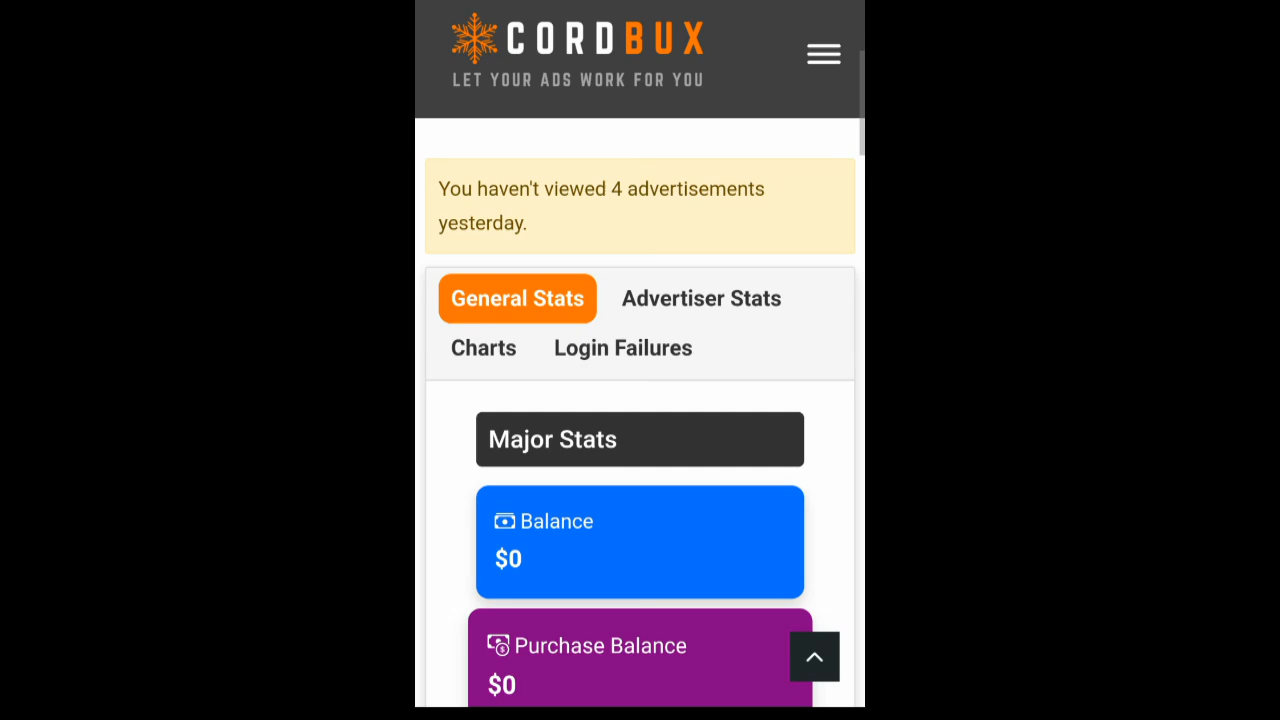 CORDBUX
LET YOUR ADS WORK FOR YOU
You haven't viewed 4 advertisements
yesterday.
General Stats
Advertiser Stats
Charts
Login Failures
Major Stats
Balance
$0
Purchase Balance
$0